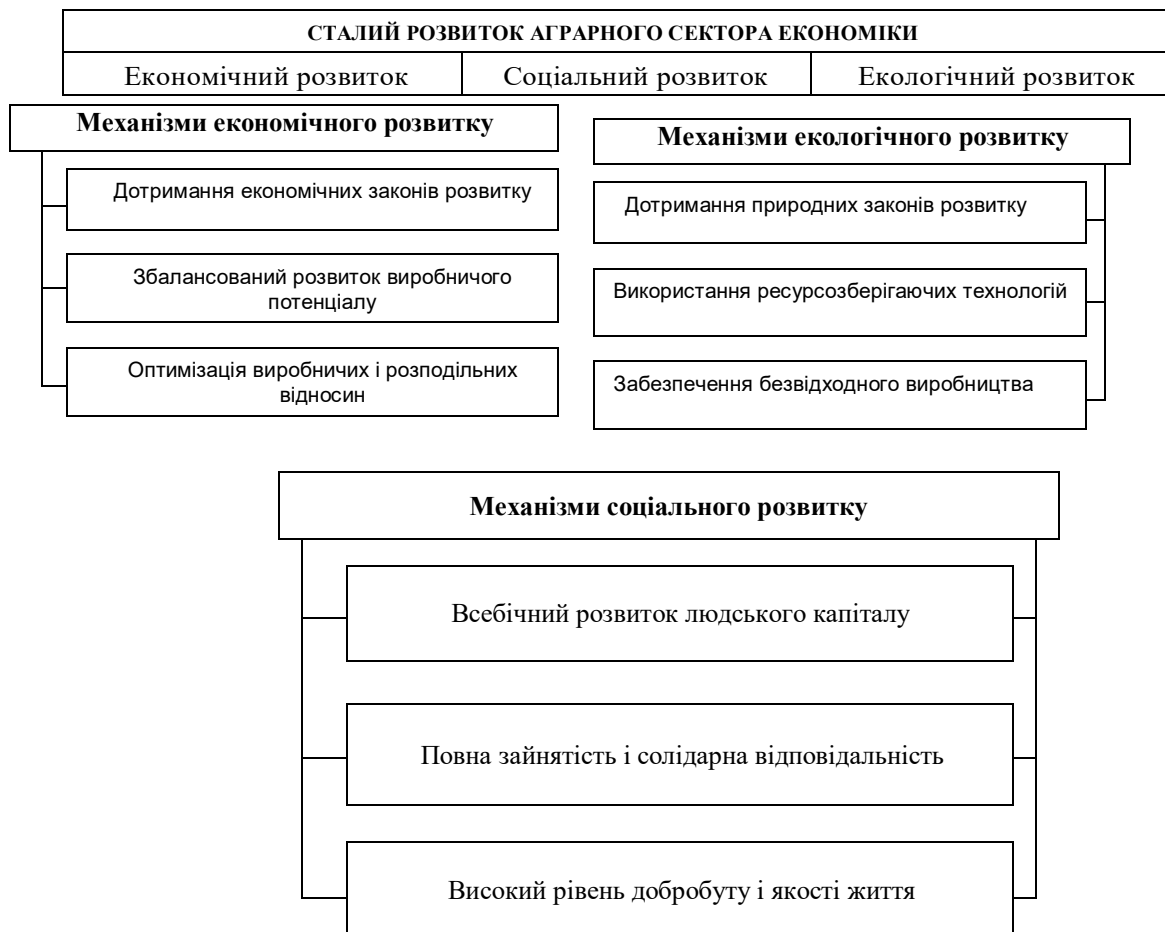 СТАЛИЙ РОЗВИТОК АГРАРНОГО СЕКТОРА ЕКОНОМІКИ
Економічний розвиток
Соціальний розвиток
Екологічний розвиток
Механізми економічного розвитку
Дотримання економічних законів розвитку
Збалансований розвиток виробничого
потенціалу
Оптимізація виробничих і розподільних
відносин
Механізми екологічного розвитку
Дотримання природних законів розвитку
Використання ресурсозберігаючих технологій
Забезпечення безвідходного виробництва
Механізми соціального розвитку
Всебічний розвиток людського капіталу
Повна зайнятість і солідарна відповідальність
Високий рівень добробуту і якості життя